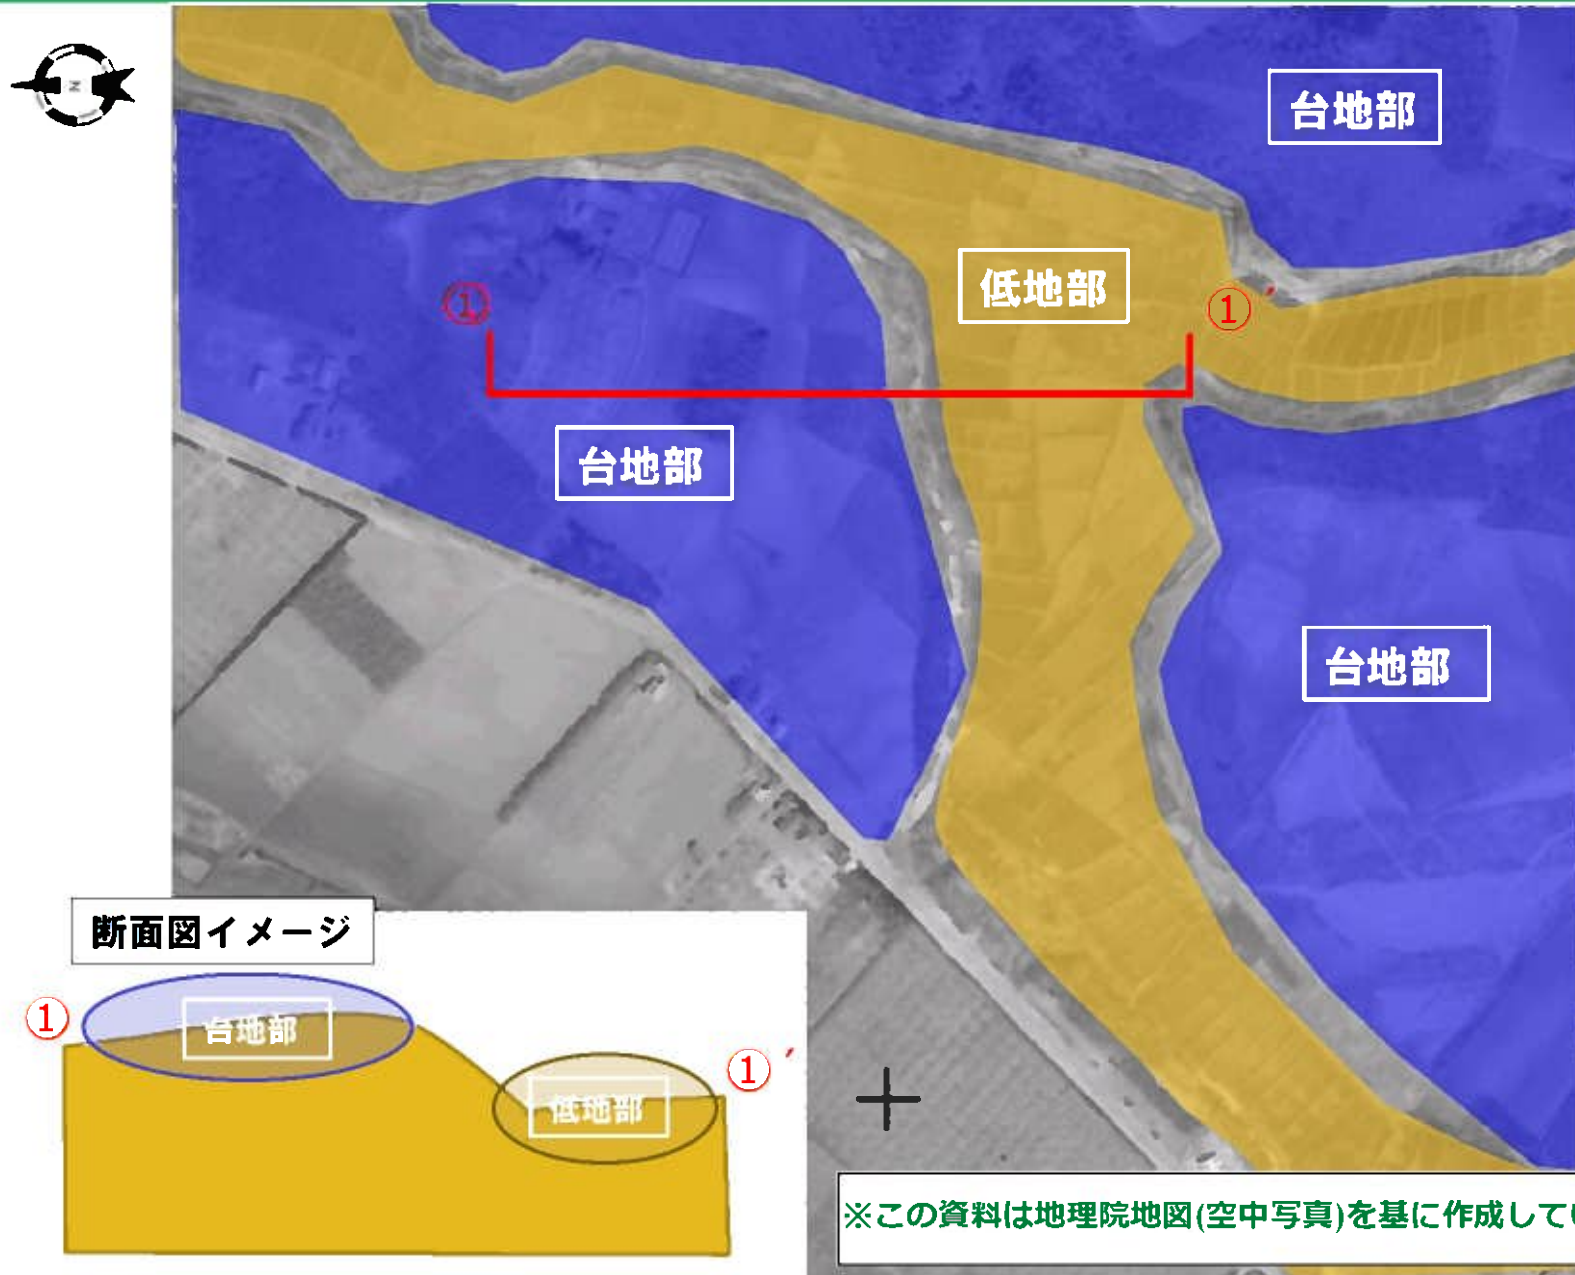 N
台地部
低地部
① ①′
台地部
台地部
断面図イメージ
① 台地部
低地部 ①′
※この資料は地理院地図(空中写真)を基に作成して